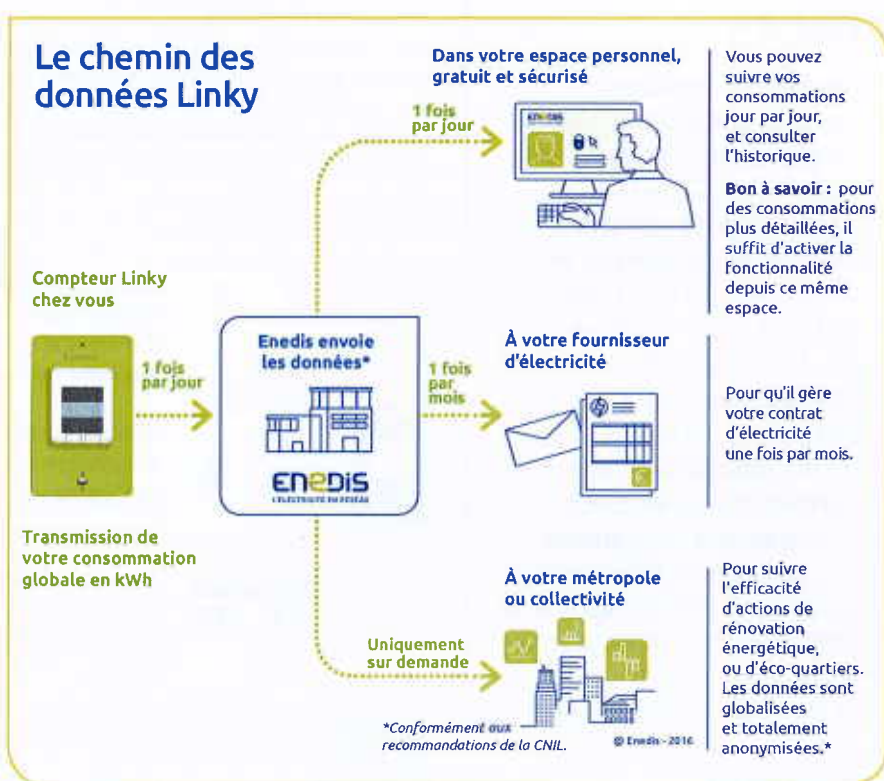 Le chemin des
données Linky
Dans votre espace personnel,
gratuit et sécurisé
1 fois
par jour
ENEDIS
Vous pouvez
suivre vos
consommations
jour par jour,
et consulter
l'historique.
Bon à savoir : pour
des consommations
plus détaillées, il
suffit d'activer la
fonctionnalité
depuis ce même
espace.
Compteur Linky
chez vous
1 fois
par jour
Enedis envoie
les données*
ENEDIS
L'ELECTRICITE EN RESEAU
1 fois
par
mois
À votre fournisseur
d'électricité
Pour qu'il gère
votre contrat
d'électricité
une fois par mois.
Transmission de
votre consommation
globale en kWh
Uniquement
sur demande
À votre métropole
ou collectivité
Pour suivre
l'efficacité
d'actions de
rénovation
énergétique,
ou d'éco-quartiers.
Les données sont
globalisées
et totalement
anonymisées.*
*Conformément aux
recommandations de la CNIL.
© Enedis - 2016